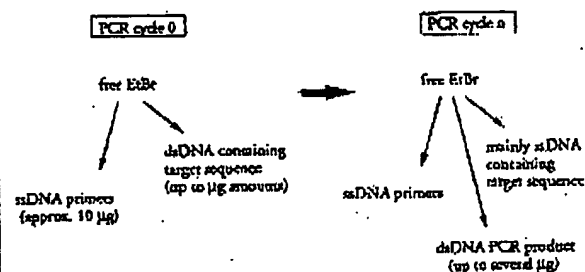 PCR cycle 0
free EtBr
dsDNA containing
target sequence
(up to µg amounts)
ssDNA primers
(approx. 10 µg)
PCR cycle n
free EtBr
mainly ssDNA
containing
target sequence
ssDNA primers
dsDNA PCR product
(up to several µg)